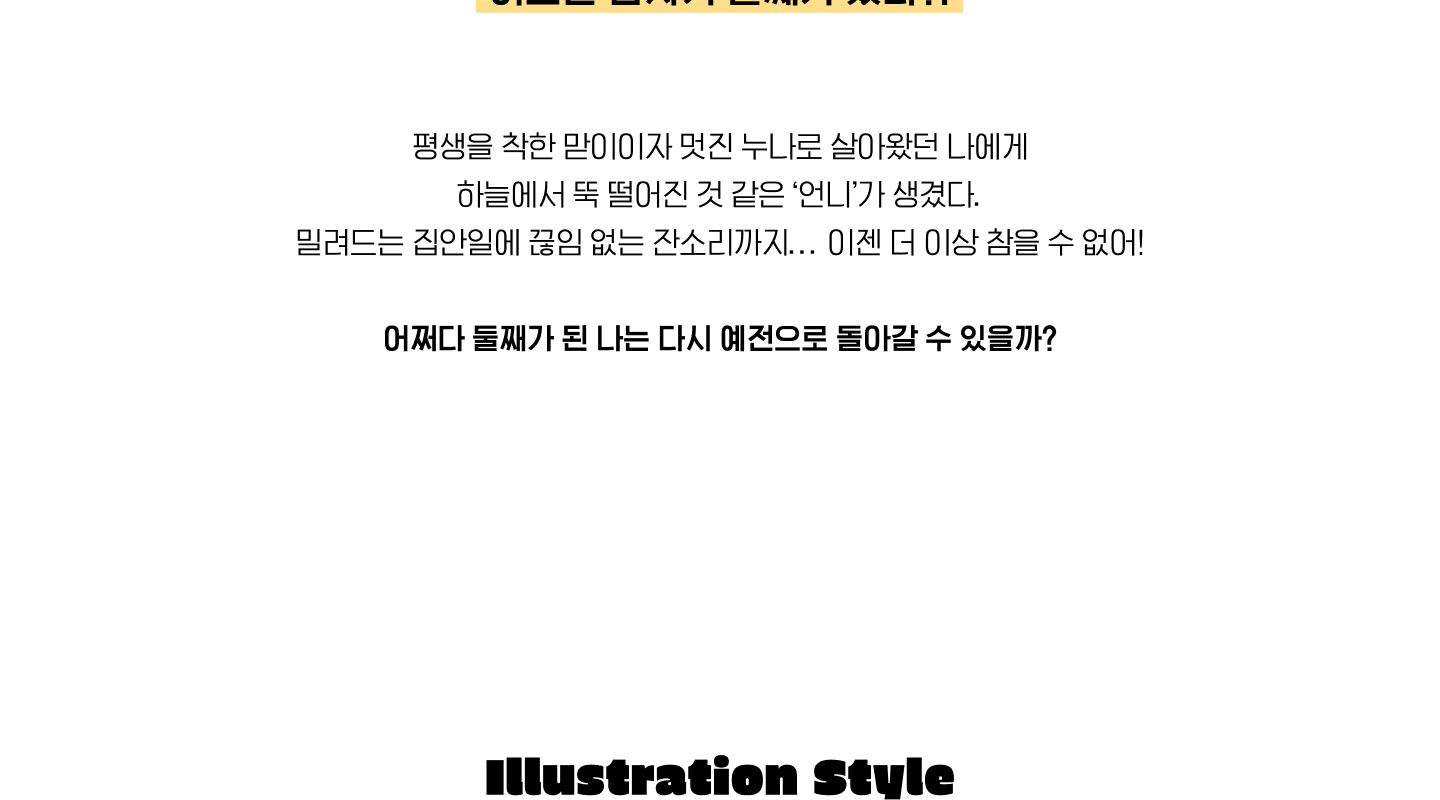 평생을 착한 맏이이자 멋진 누나로 살아왔던 나에게
하늘에서 뚝 떨어진 것 같은 ‘언니’가 생겼다.
밀려드는 집안일에 끊임 없는 잔소리까지… 이젠 더 이상 참을 수 없어!
어쩌다 둘째가 된 나는 다시 예전으로 돌아갈 수 있을까?
Illustration Style